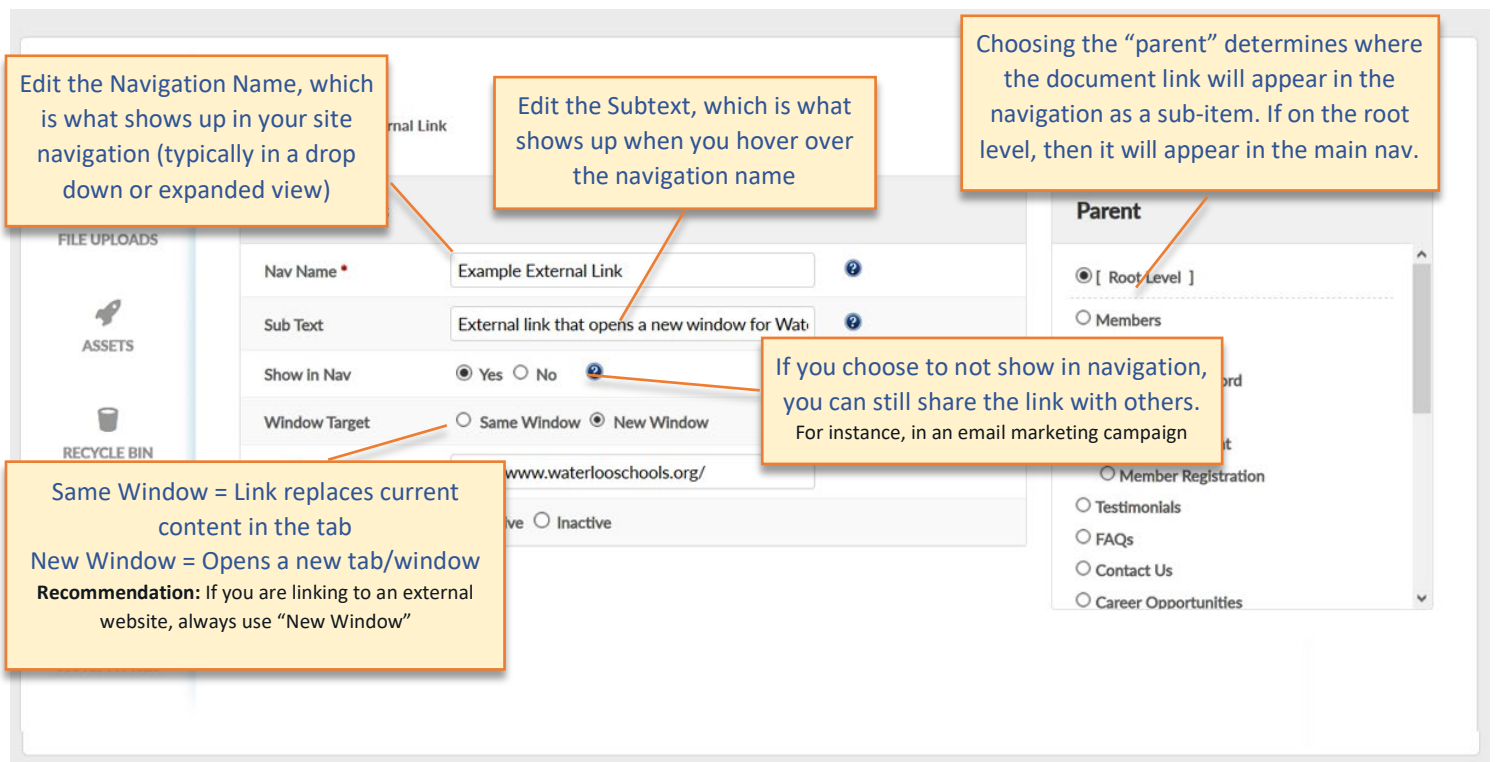 Edit the Navigation Name, which
is what shows up in your site
navigation (typically in a drop
down or expanded view)
Edit the Subtext, which is what
shows up when you hover over
the navigation name
Choosing the “parent” determines where
the document link will appear in the
navigation as a sub-item. If on the root
level, then it will appear in the main nav.
Link
FILE UPLOADS
ASSETS
RECYCLE BIN
Nav Name *
Example External Link
Sub Text
External link that opens a new window for
Show in Nav
Yes No
Window Target
Same Window New Window
www.waterlooschools.org/
Inactive
If you choose to not show in navigation,
you can still share the link with others.
For instance, in an email marketing campaign
Same Window = Link replaces current
content in the tab
New Window = Opens a new tab/window
Recommendation: If you are linking to an external
website, always use “New Window”
Parent
[ Root Level ]
Members
Member Registration
Testimonials
FAQs
Contact Us
Career Opportunities